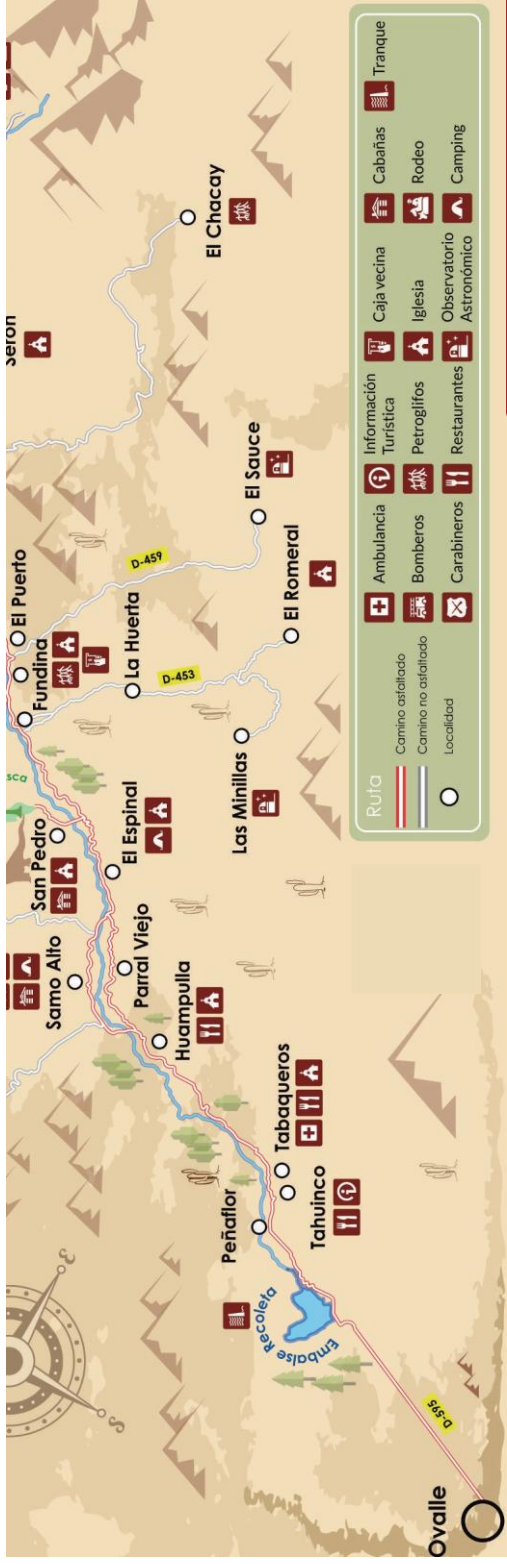 Serón
El Puerto
Fundina
sca
San Pedro
Samo Alto
E
S
El Chacay
D-459
El Sauce
La Huerta
D-453
El Romeral
Las Minillas
El Espinal
Parral Viejo
Huampulla
Tabaqueros
Tahuinco
Peñaflor
Embalse Recoleta
D-595
Ovalle
Ruta
Camino asfaltado
Camino no asfaltado
Localidad
Ambulancia
Bomberos
Carabineros
Información
Turística
Petroglifos
Restaurantes
Caja vecina
Iglesia
Observatorio
Astronómico
Cabañas
Rodeo
Camping
Tranque